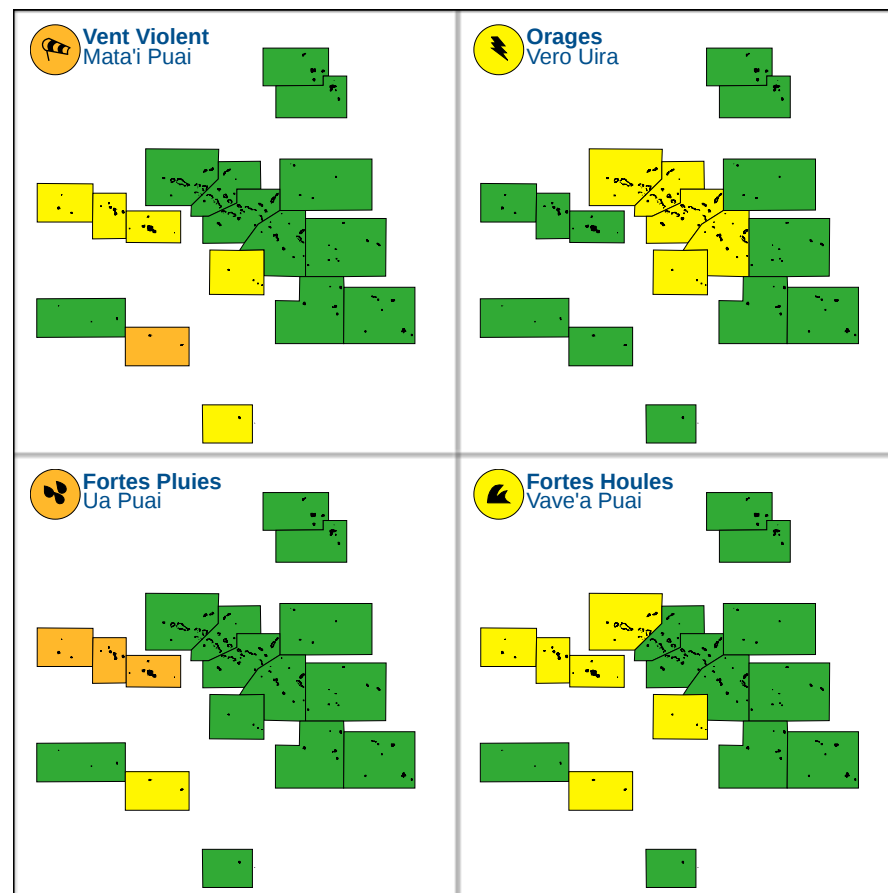 Vent Violent
Mata'i Puai
Orages
Vero Uira
Fortes Pluies
Ua Puai
Fortes Houles
Vave'a Puai